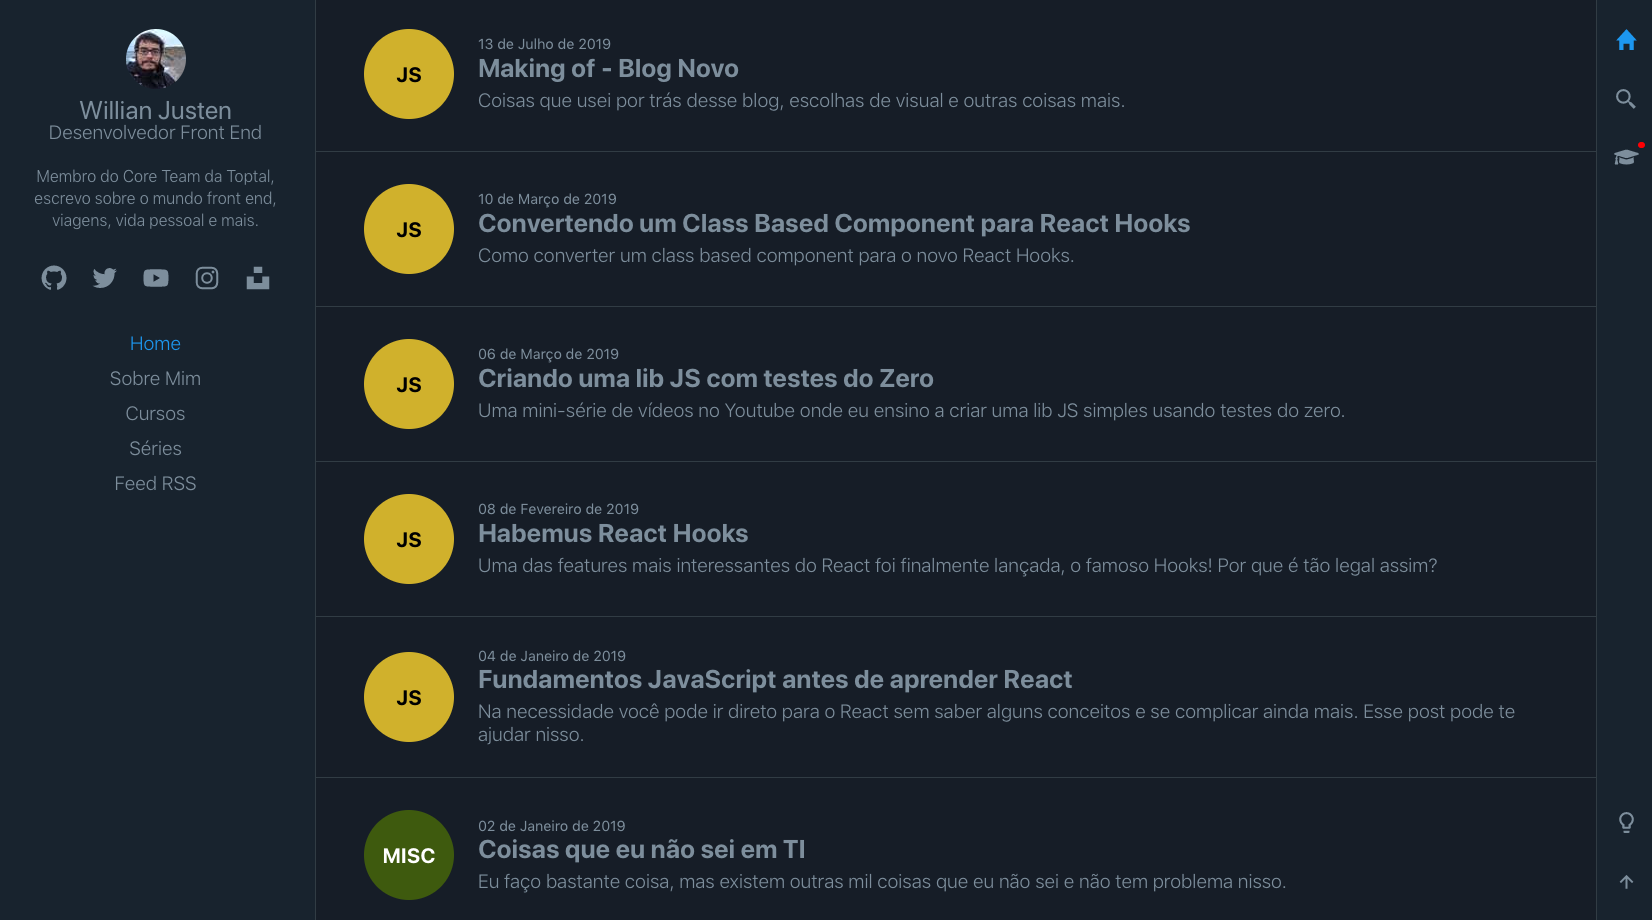 Willian Justen
Desenvolvedor Front End
Membro do Core Team da Toptal,
escrevo sobre o mundo front end,
viagens, vida pessoal e mais.
Home
Sobre Mim
Cursos
Séries
Feed RSS
JS
13 de Julho de 2019
Making of - Blog Novo
Coisas que usei por trás desse blog, escolhas de visual e outras coisas mais.
JS
10 de Março de 2019
Convertendo um Class Based Component para React Hooks
Como converter um class based component para o novo React Hooks.
JS
06 de Março de 2019
Criando uma lib JS com testes do Zero
Uma mini-série de vídeos no Youtube onde eu ensino a criar uma lib JS simples usando testes do zero.
JS
08 de Fevereiro de 2019
Habemus React Hooks
Uma das features mais interessantes do React foi finalmente lançada, o famoso Hooks! Por que é tão legal assim?
JS
04 de Janeiro de 2019
Fundamentos JavaScript antes de aprender React
Na necessidade você pode ir direto para o React sem saber alguns conceitos e se complicar ainda mais. Esse post pode te
ajudar nisso.
MISC
02 de Janeiro de 2019
Coisas que eu não sei em TI
Eu faço bastante coisa, mas existem outras mil coisas que eu não sei e não tem problema nisso.